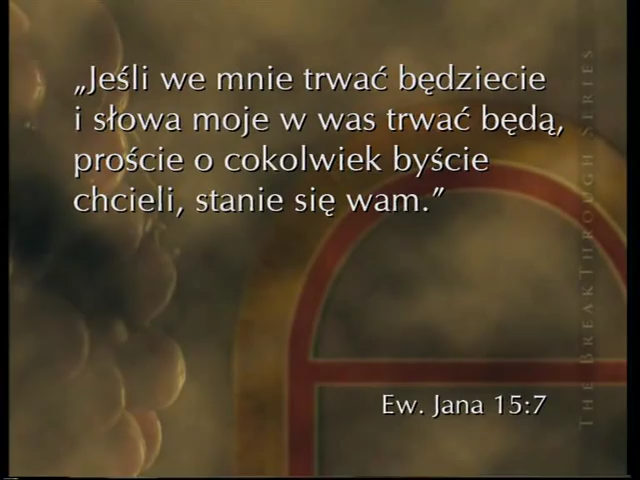 „Jeśli we mnie trwać będziecie
i słowa moje w was trwać będą,
proście o cokolwiek byście
chcieli, stanie się wam.”
Ew. Jana 15:7
The Breakthrough Series